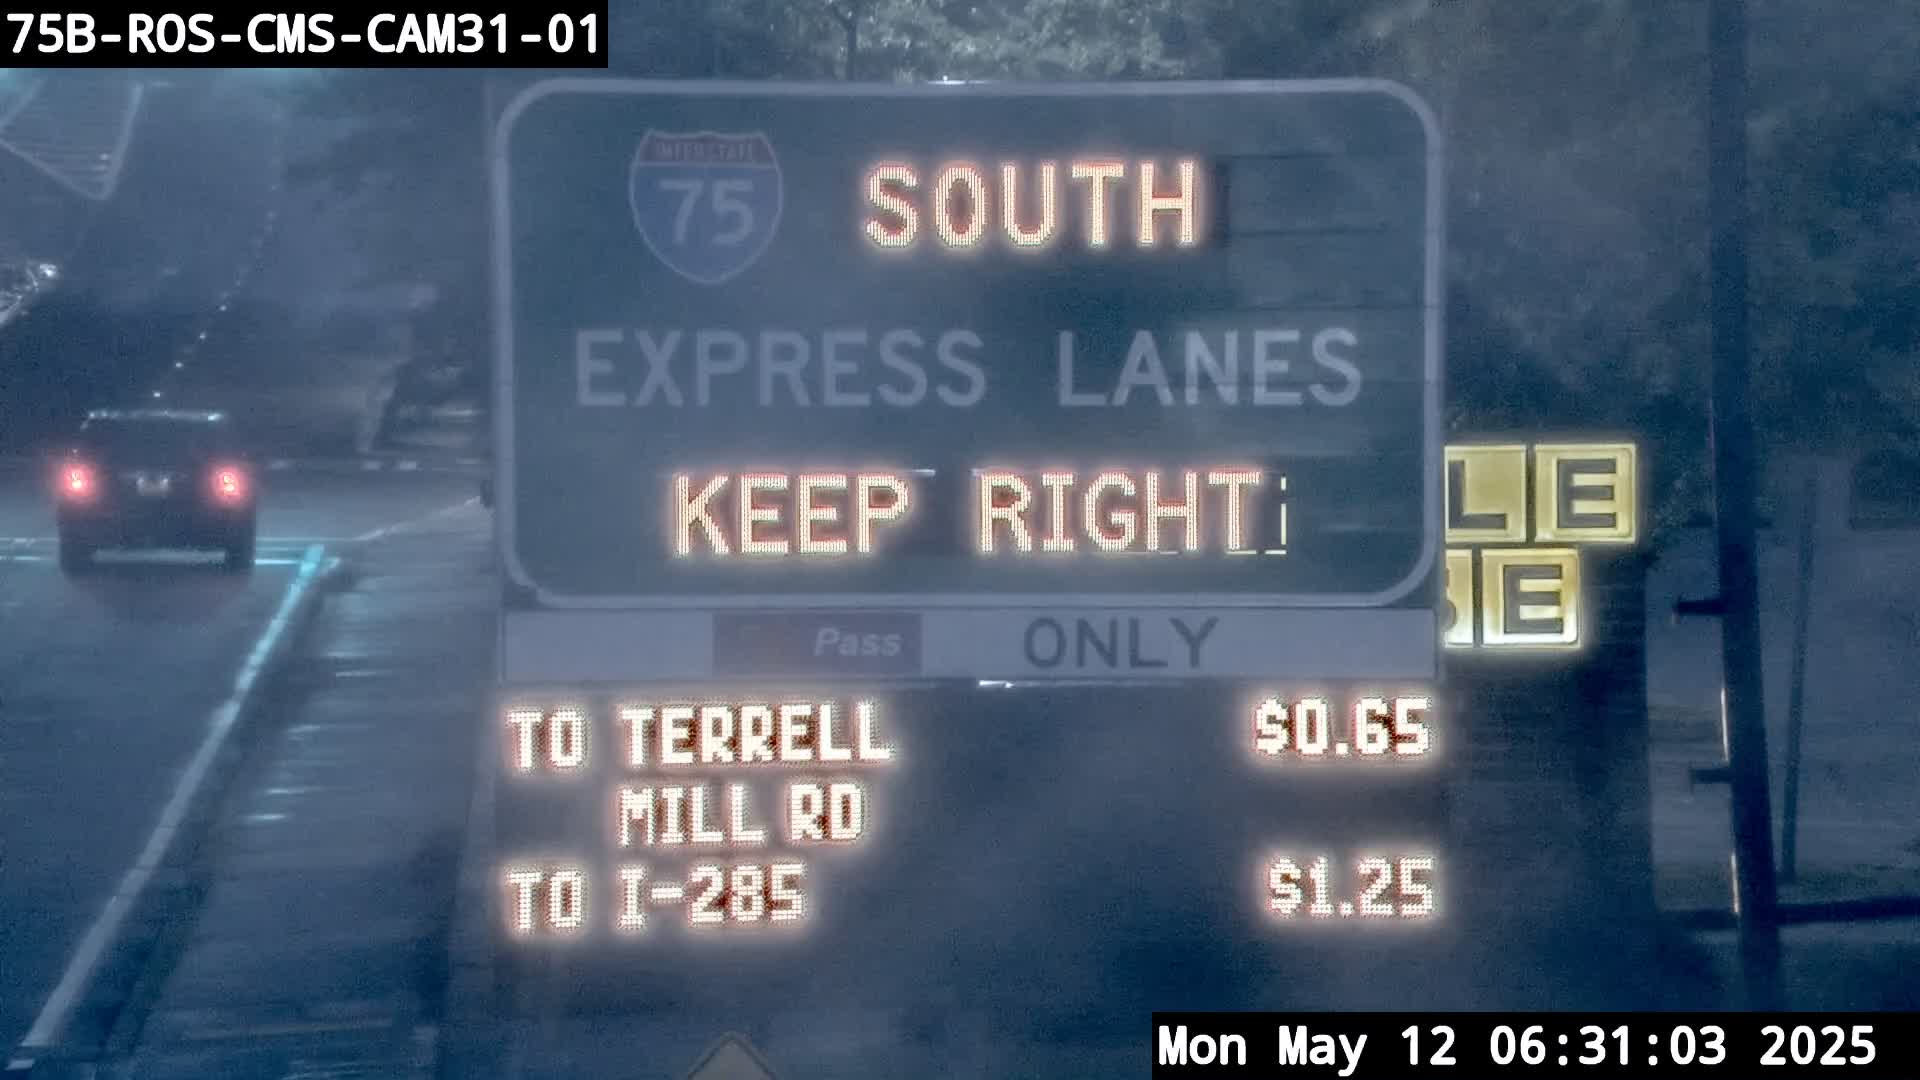 75B-ROS-CMS-CAM31-01
INTERSTATE
75
SOUTH
EXPRESS LANES
KEEP RIGHT
Pass ONLY
LE
E
TO TERRELL $0.65
MILL RD
TO I-285 $1.25
Mon May 12 06:31:03 2025